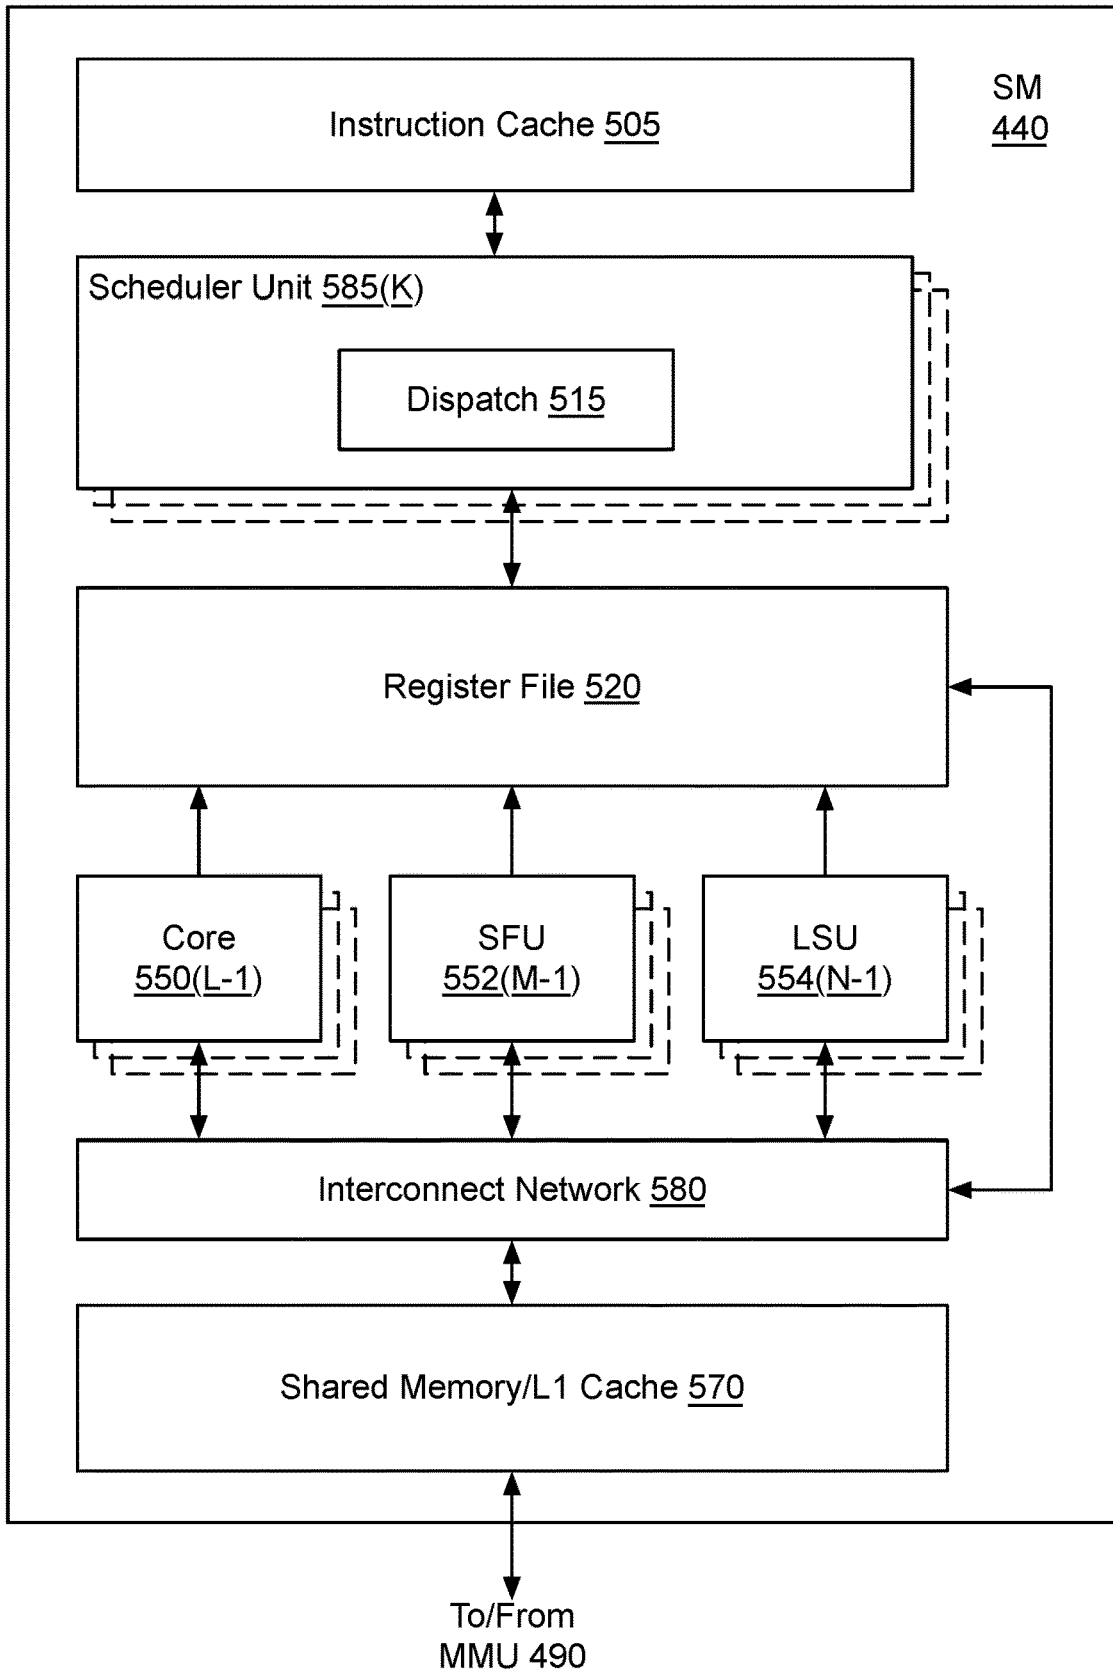 SM
440
Instruction Cache 505
Scheduler Unit 585(K)
Dispatch 515
Register File 520
Core
550(L-1)
SFU
552(M-1)
LSU
554(N-1)
Interconnect Network 580
Shared Memory/L1 Cache 570
To/From
MMU 490